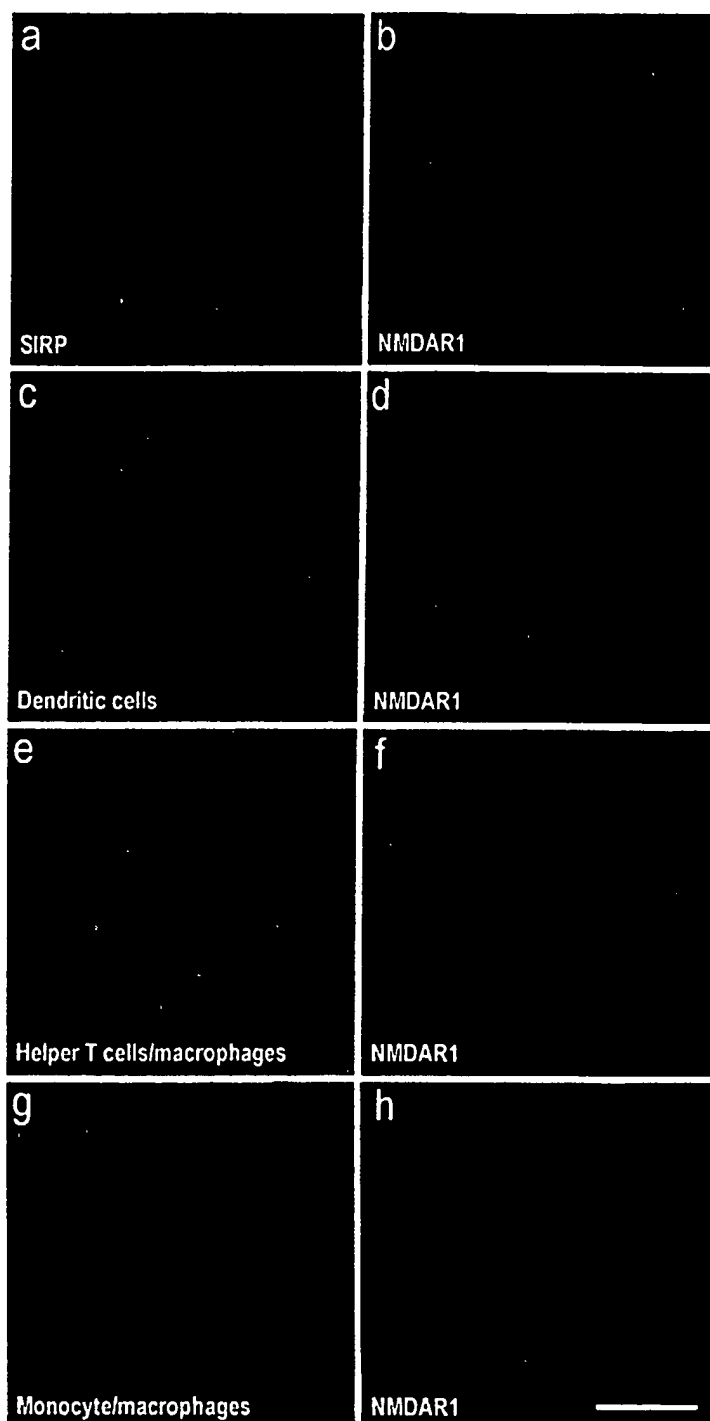 a
b
SIRP
NMDAR1
c
d
Dendritic cells
NMDAR1
e
f
Helper T cells/macrophages
NMDAR1
g
h
Monocyte/macrophages
NMDAR1